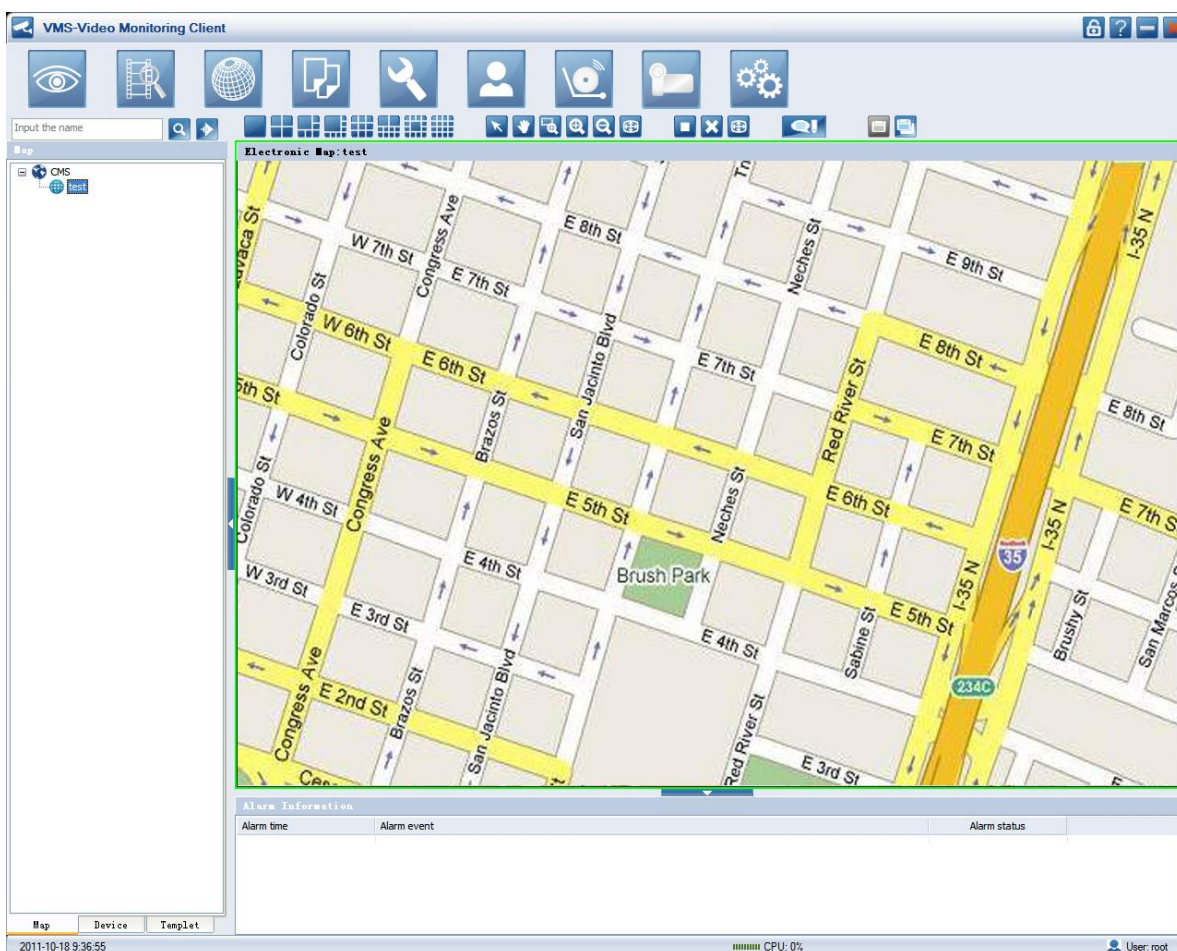 VMS-Video Monitoring Client
Input the name
Map
CMS
test
Electronic Map:test
Congress Ave
E 8th St
Neches St
I-35 N
W 7th St
E 7th St
E 9th St
Colorado St
W 6th St
San Jacinto Blvd
E 8th St
E 6th St
E 7th St
Red River St
5th St
Brazos St
E 8th St
E 7th St
Congress Ave
Colorado St
W 4th St
E 5th St
Neches St
E 6th St
I-35 N
E 7th S
35
E 4th St
Brush Park
I-35 N
W 3rd St
E 3rd St
E 5th St
E 4th St
Sabine St
Brushy St
San Marcos
234C
Congress Ave
E 2nd St
Brazos St
San Jacinto Blvd
Red River St
E 3rd St
Alarm Information
Alarm time Alarm event Alarm status
Map Device Templet
2011-10-18 9:36:55 CPU: 0% User: root